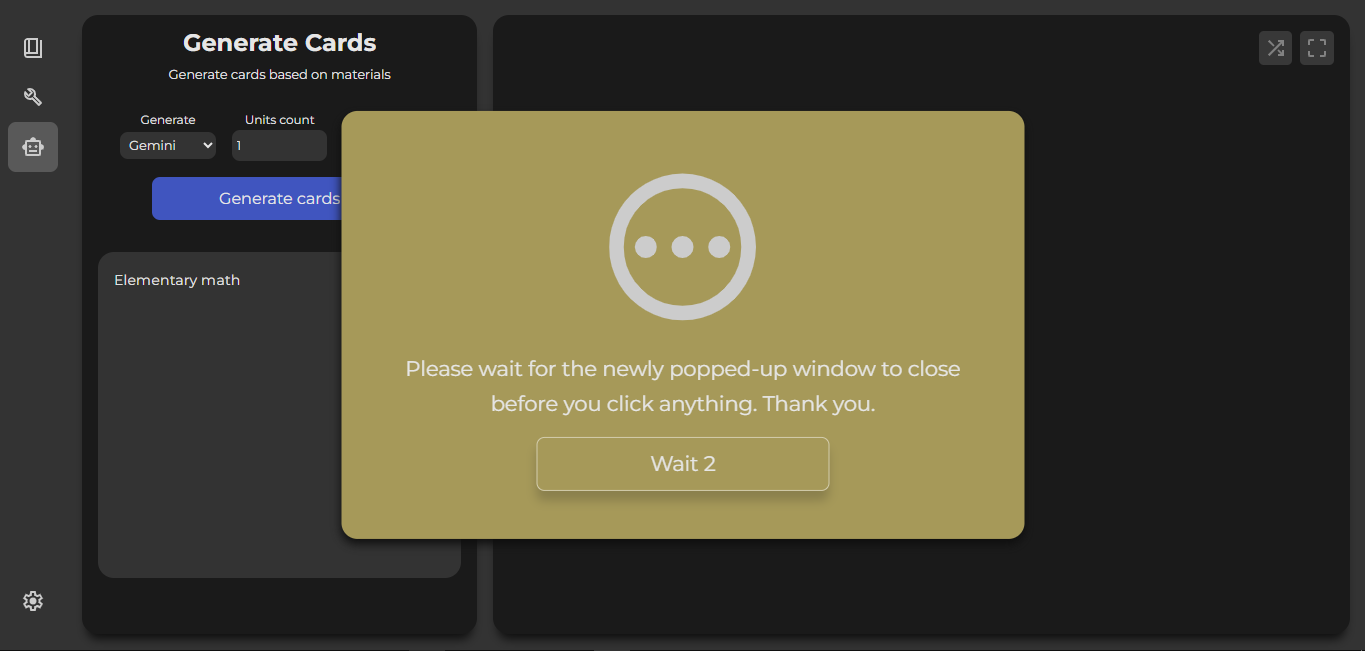 Generate Cards
Generate cards based on materials
Generate
Units count
Gemini
1
Generate cards
Elementary math
Please wait for the newly popped-up window to close
before you click anything. Thank you.
Wait 2